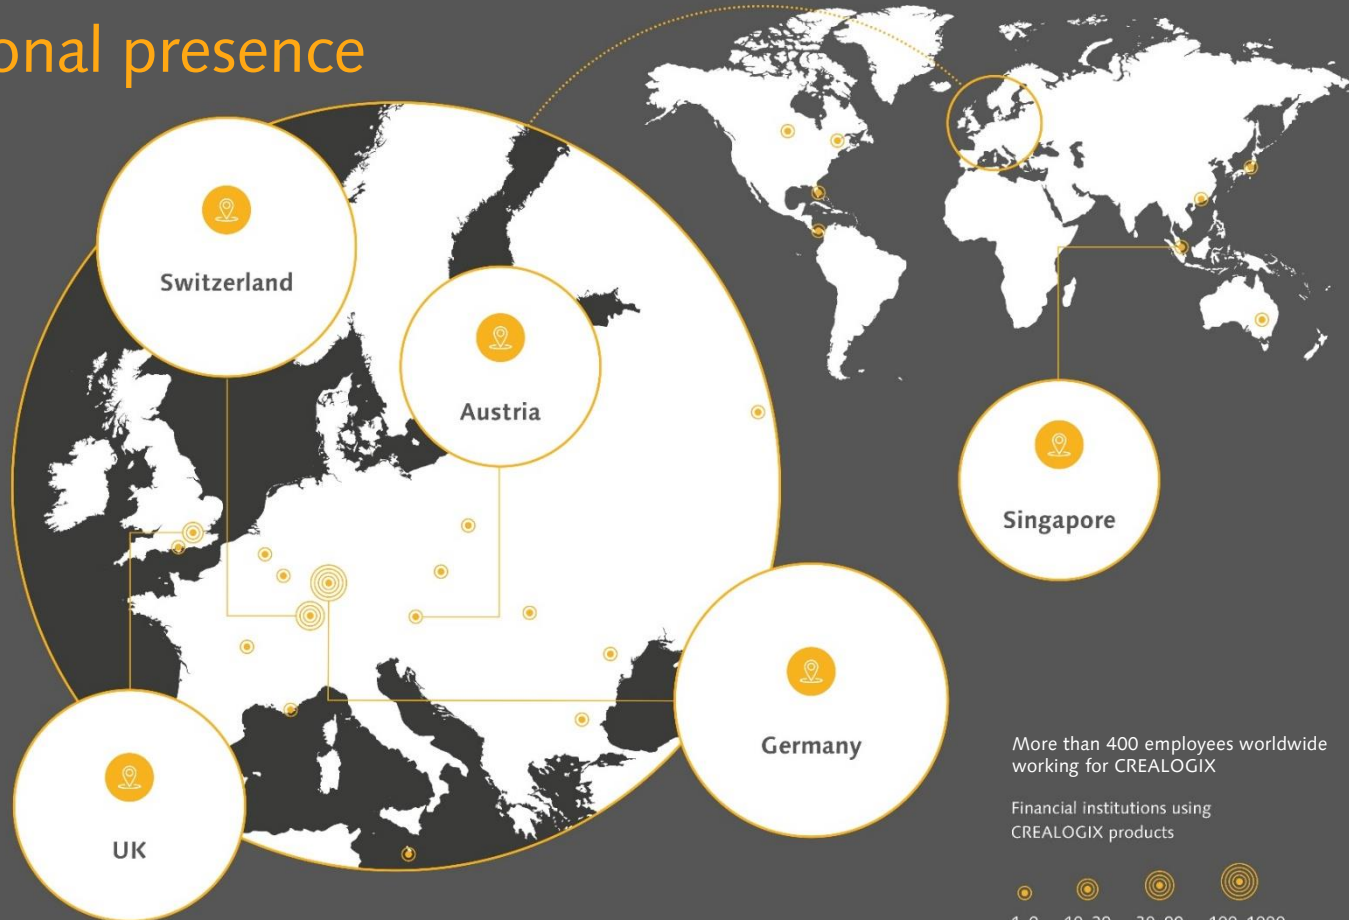 onal presence
Switzerland
Austria
Singapore
Germany
UK
More than 400 employees worldwide
working for CREALOGIX
Financial institutions using
CREALOGIX products